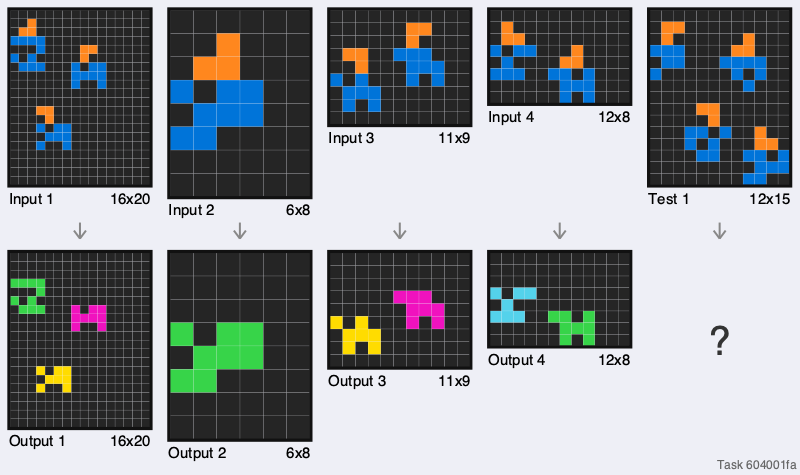 Input 1 16x20
Input 2 6x8
Input 3 11x9
Input 4 12x8
Test 1 12x15
?
Output 1 16x20
Output 2 6x8
Output 3 11x9
Output 4 12x8
Task 604001fa